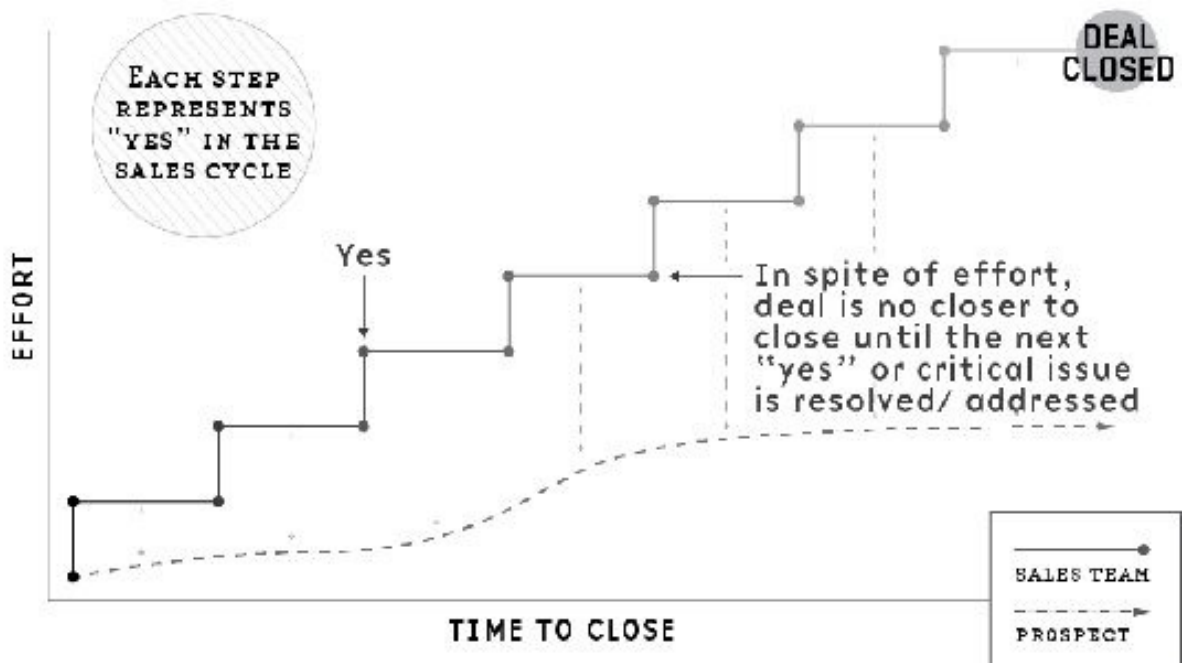 DEAL
CLOSED
EACH STEP
REPRESENTS
"YES" IN THE
SALES CYCLE
Yes
In spite of effort,
deal is no closer to
close until the next
"yes" or critical issue
is resolved/ addressed
EFFORT
TIME TO CLOSE
SALES TEAM
PROSPECT